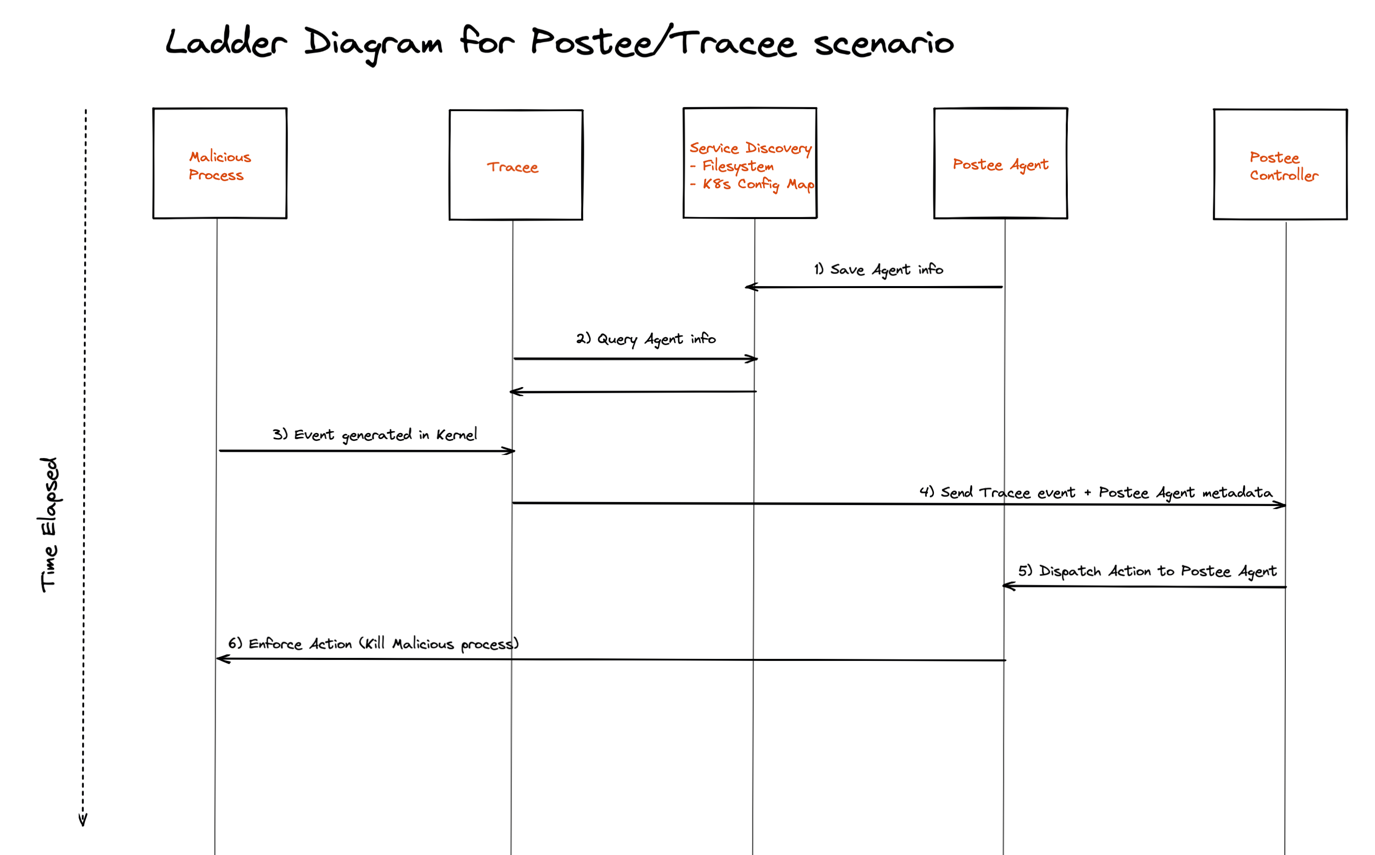 Ladder Diagram for Postee/Tracee scenario
Malicious
Process
Tracee
Service Discovery
- Filesystem
- K8s Config Map
Postee Agent
Postee
Controller
1) Save Agent info
2) Query Agent info
3) Event generated in Kernel
4) Send Tracee event + Postee Agent metadata
5) Dispatch Action to Postee Agent
6) Enforce Action (Kill Malicious process)
Time Elapsed